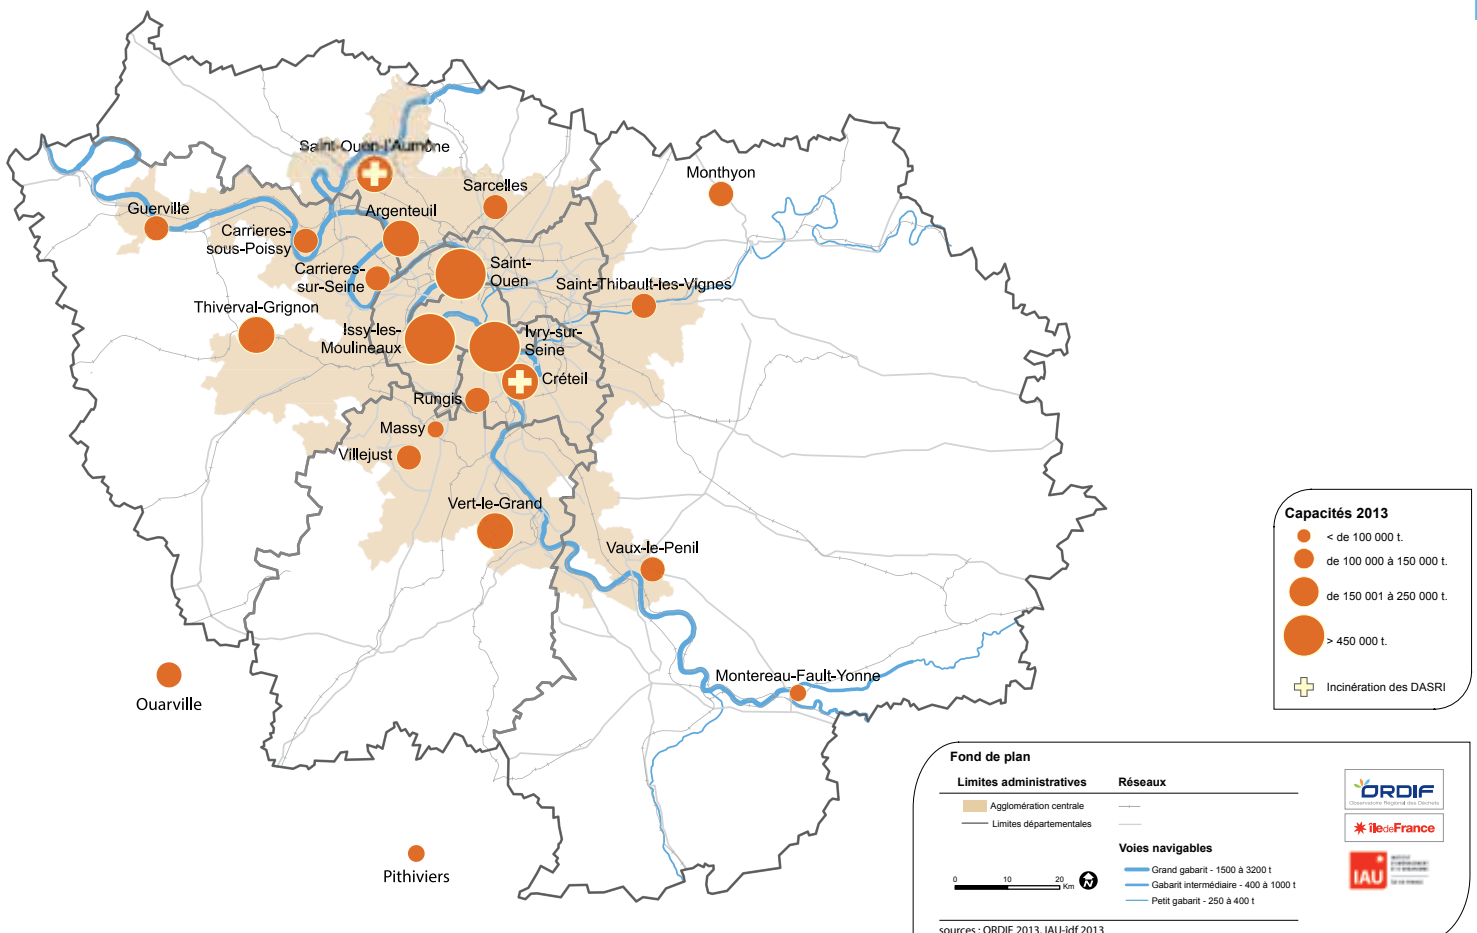 Saint-Ouen-l'Aumône
Sarcelles
Monthyon
Guerville
Argenteuil
Carrieres-
sous-Poissy
Carrieres-
sur-Seine
Saint-
Ouen
Saint-Thibault-les-Vignes
Thiverval-Grignon
Issy-les-
Moulineaux
Ivry-sur-
Seine
Créteil
Rungis
Massy
Villejust
Vert-le-Grand
Vaux-le-Penil
Montereau-Fault-Yonne
Ouarville
Pithiviers
Capacités 2013
< de 100 000 t.
de 100 000 à 150 000 t.
de 150 001 à 250 000 t.
> 450 000 t.
Incinération des DASRI
Fond de plan
Limites administratives
Agglomération centrale
Limites départementales
Réseaux
Voies navigables
Grand gabarit - 1500 à 3200 t
Gabarit intermédiaire - 400 à 1000 t
Petit gabarit - 250 à 400 t
0 10 20 Km
N
ORDIF
Observatoire Régional des Déchets
îledeFrance
IAU
sources : ORDIF 2013, IAU-îdf 2013